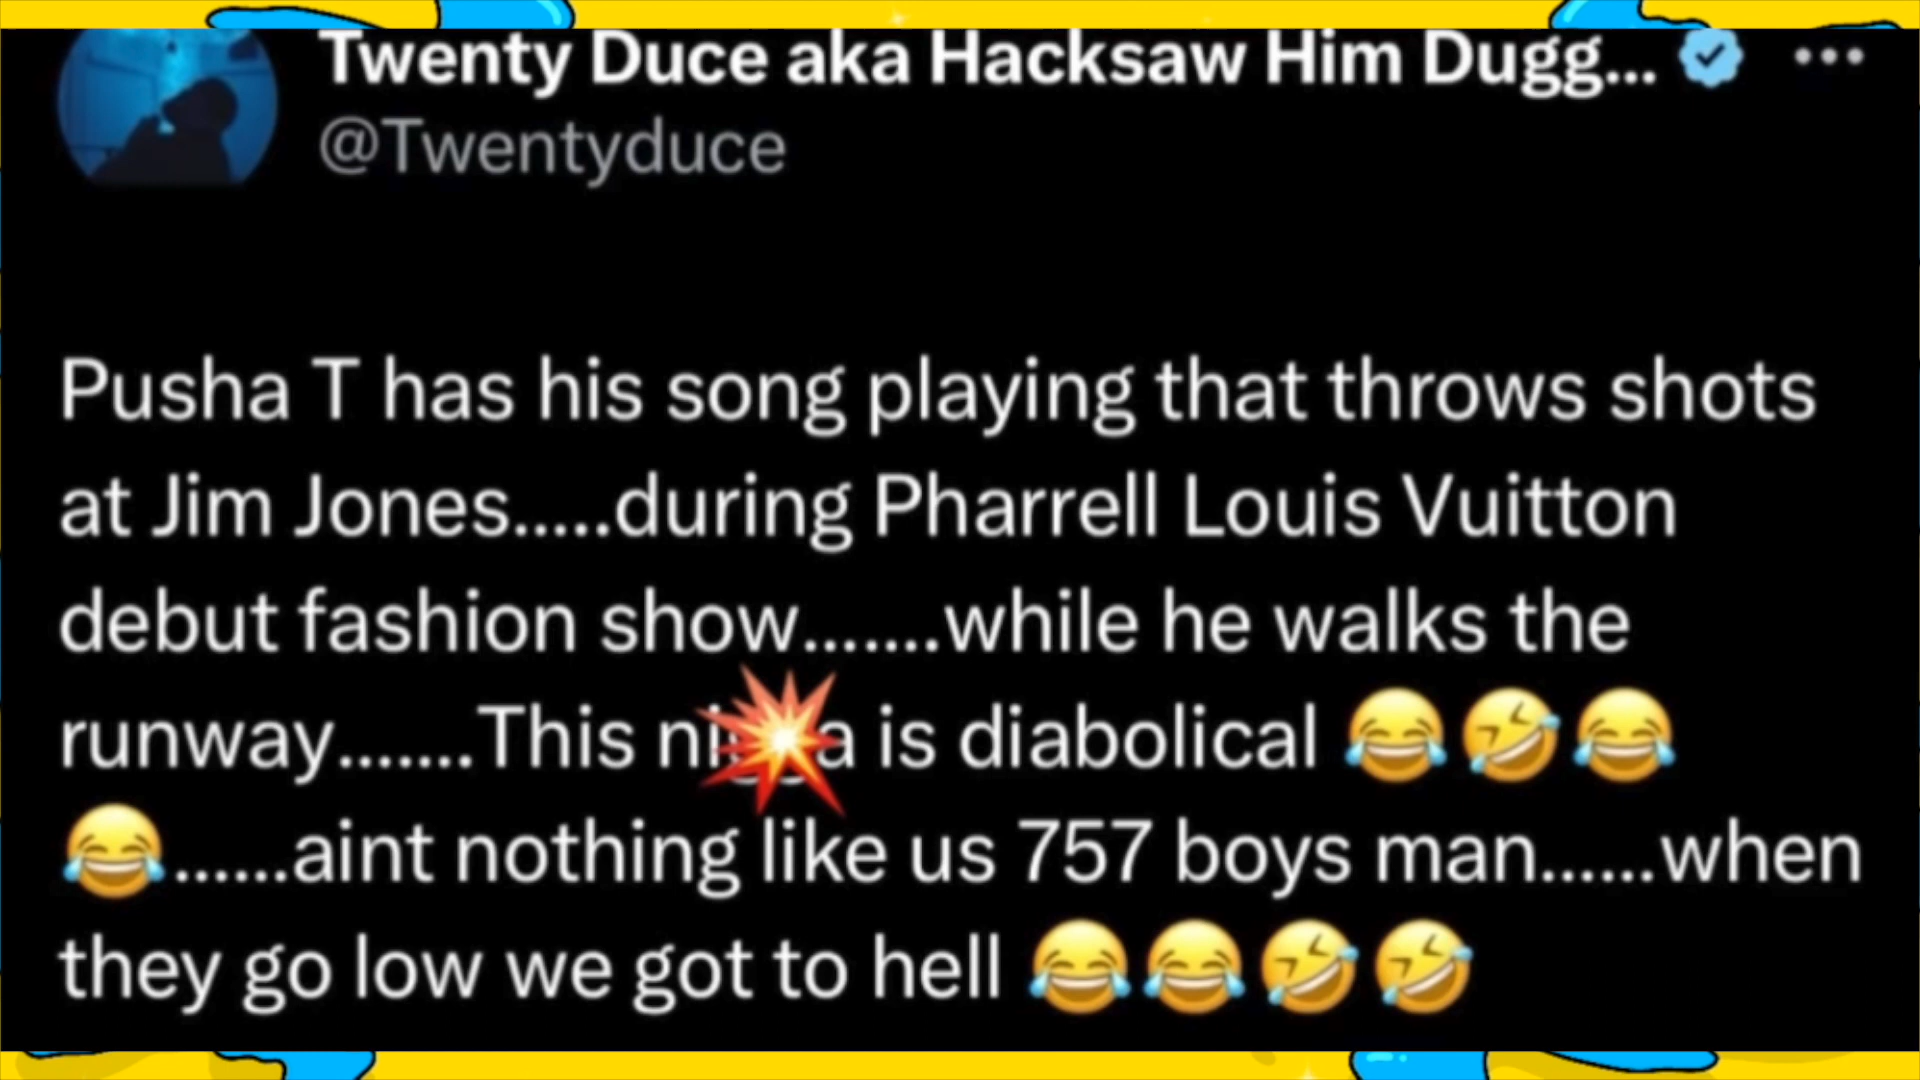 Twenty Duce aka Hacksaw Him Dugg...
@Twentyduce
Pusha T has his song playing that throws shots
at Jim Jones.....during Pharrell Louis Vuitton
debut fashion show.......while he walks the
runway.......This ni💥a is diabolical 😂🤣😂
😂......aint nothing like us 757 boys man......when
they go low we got to hell 😂😂🤣🤣